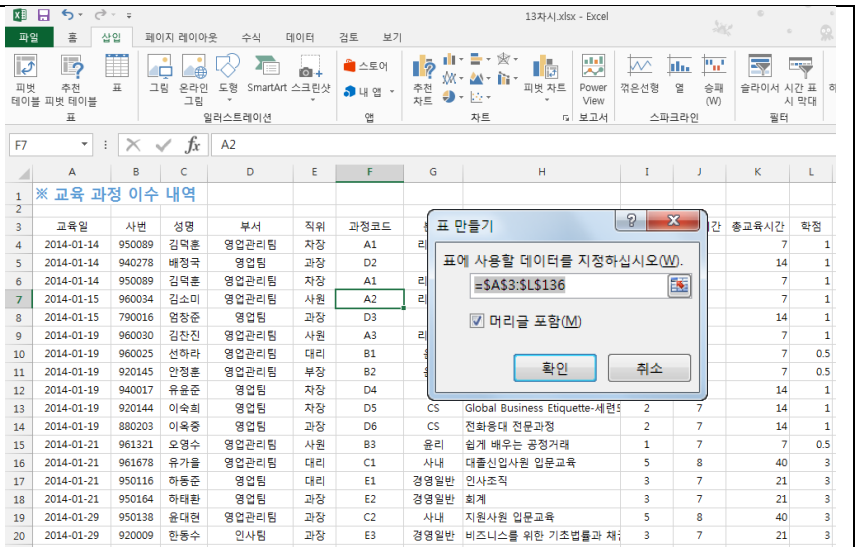 13차시.xlsx - Excel
파일 홈 삽입 페이지 레이아웃 수식 데이터 검토 보기
피벗 테이블 추천 피벗 테이블 표 그림 온라인 그림 도형 SmartArt 스크린샷 스토어 내 앱 추천 차트 피벗 차트 Power View 꺾은선형 열 승패 (W) 슬라이서 시간 표시 막대
표 일러스트레이션 앱 차트 보고서 스파크라인 필터
F7 fx A2
A B C D E F G H I J K L
1 ※ 교육 과정 이수 내역
2
3 교육일 사번 성명 부서 직위 과정코드 간 총교육시간 학점
4 2014-01-14 950089 김덕훈 영업관리팀 차장 A1 7 1
5 2014-01-14 940278 배정국 영업팀 과장 D2 14 1
6 2014-01-14 950089 김덕훈 영업관리팀 차장 A1 7 1
7 2014-01-15 960034 김소미 영업관리팀 사원 A2 7 1
8 2014-01-15 790016 엄창준 영업팀 과장 D3 14 1
9 2014-01-19 960030 김찬진 영업관리팀 사원 A3 7 1
10 2014-01-19 960025 선하라 영업관리팀 대리 B1 7 0.5
11 2014-01-19 920145 안정훈 영업관리팀 부장 B2 7 0.5
12 2014-01-19 940017 유윤준 영업팀 차장 D4 14 1
13 2014-01-19 920144 이숙희 영업팀 차장 D5 CS Global Business Etiquette-세련 2 7 14 1
14 2014-01-19 880203 이옥중 영업팀 과장 D6 CS 전화응대 전문과정 2 7 14 1
15 2014-01-21 961321 오영수 영업관리팀 사원 B3 윤리 쉽게 배우는 공정거래 1 7 7 0.5
16 2014-01-21 961678 유가을 영업관리팀 대리 C1 사내 대졸신입사원 입문교육 5 8 40 3
17 2014-01-21 950116 하동준 영업팀 대리 E1 경영일반 인사조직 3 7 21 3
18 2014-01-21 950164 하태환 영업팀 과장 E2 경영일반 회계 3 7 21 3
19 2014-01-29 950138 윤대현 영업관리팀 과장 C2 사내 지원사원 입문교육 5 8 40 3
20 2014-01-29 920009 한동수 인사팀 과장 E3 경영일반 비즈니스를 위한 기초법률과 3 7 21 3
표 만들기
표에 사용할 데이터를 지정하십시오(W).
=$A$3:$L$136
머리글 포함(M)
확인 취소